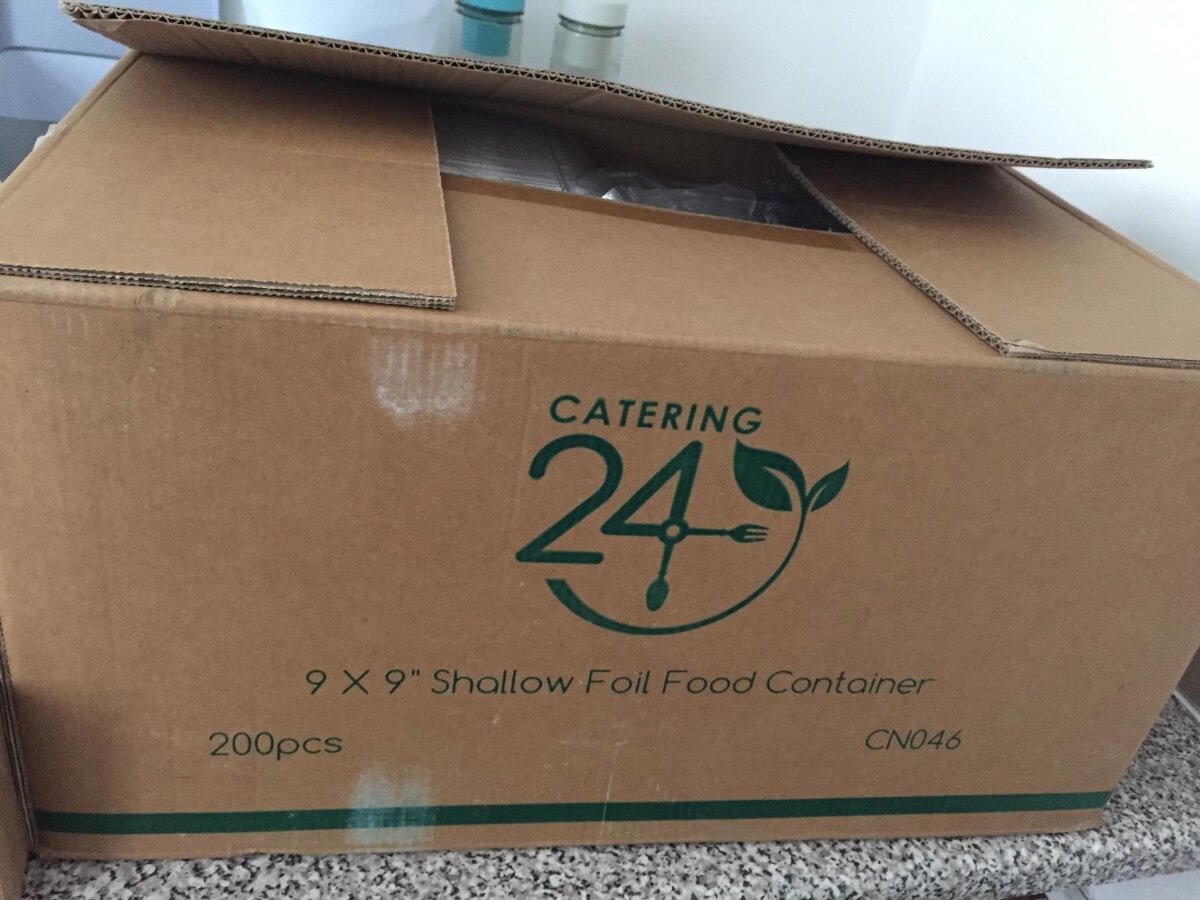 CATERING
24
9 X 9" Shallow Foil Food Container
200pcs
CN046